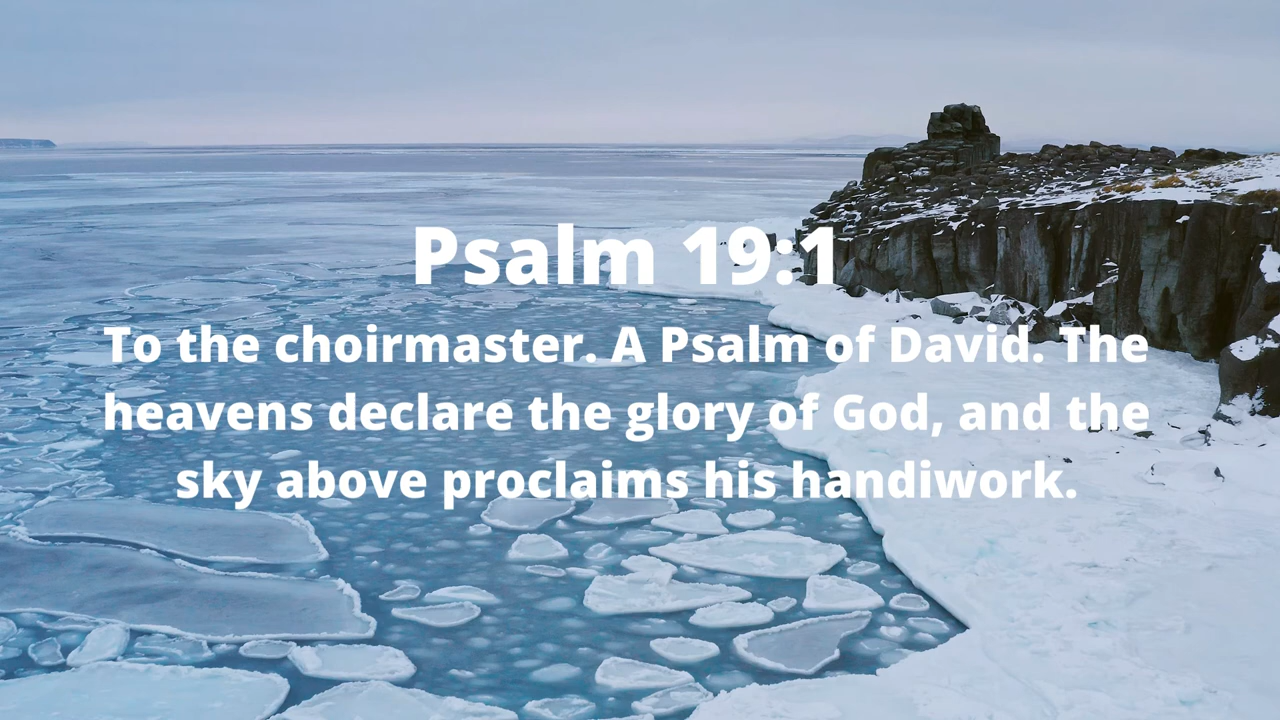 Psalm 19:1
To the choirmaster. A Psalm of David. The
heavens declare the glory of God, and the
sky above proclaims his handiwork.